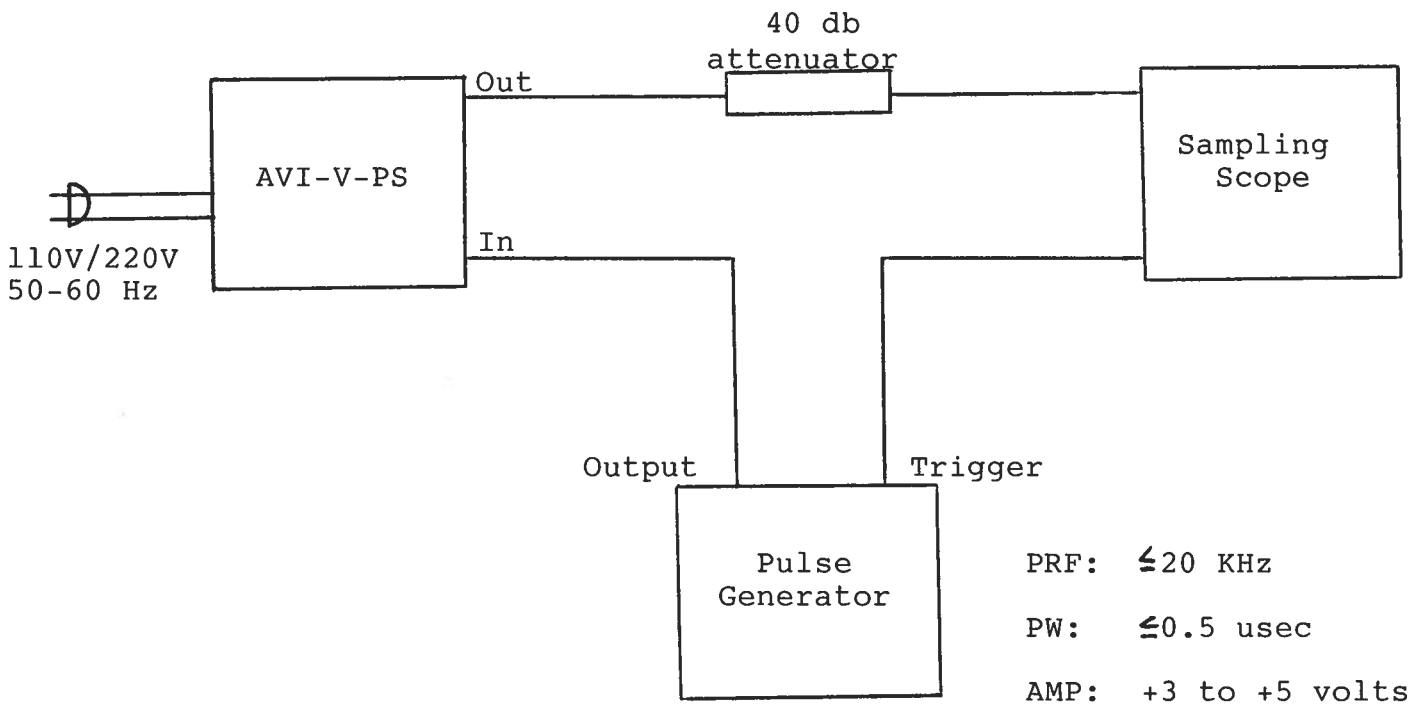 40 db
attenuator
Out
AVI-V-PS
Sampling
Scope
In
110V/220V
50-60 Hz
Output
Trigger
Pulse
Generator
PRF: ≦20 KHz
PW: ≦0.5 usec
AMP: +3 to +5 volts